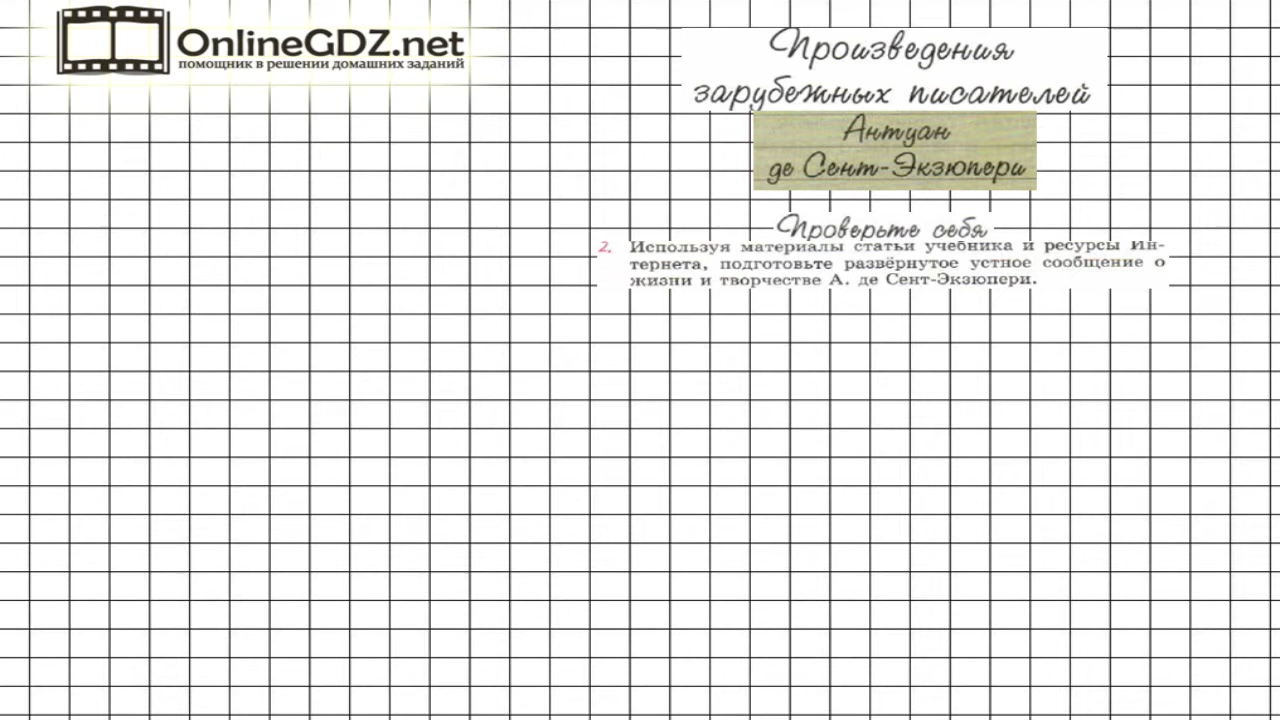 OnlineGDZ.net
помощник в решении домашних заданий
Произведения
зарубежных писателей
Антуан
де Сент-Экзюпери
Проверьте себя
2. Используя материалы статьи учебника и ресурсы Ин-
тернета, подготовьте развёрнутое устное сообщение о
жизни и творчестве А. де Сент-Экзюпери.